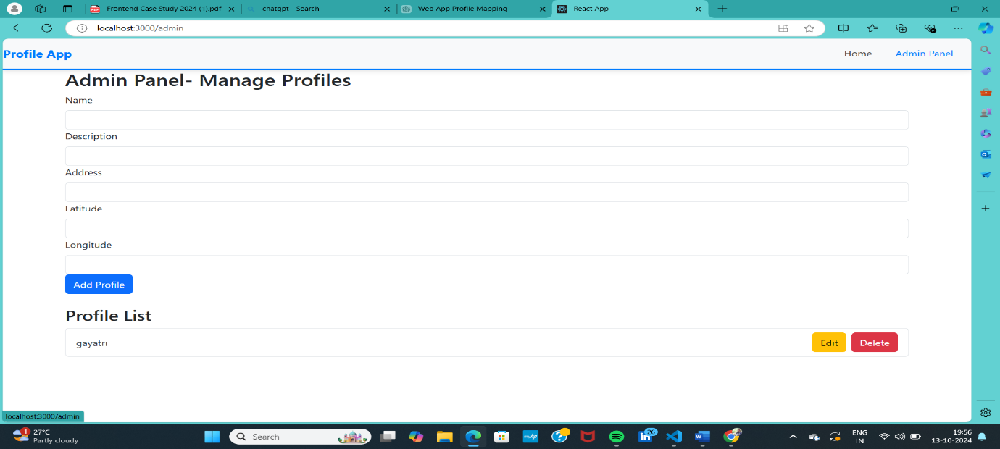 Frontend Case Study 2024 (1).pdf
chatgpt - Search
Web App Profile Mapping
React App
localhost:3000/admin
Profile App
Home
Admin Panel
Admin Panel- Manage Profiles
Name
Description
Address
Latitude
Longitude
Add Profile
Profile List
gayatri
Edit
Delete
localhost:3000/admin
1
27°C
Partly cloudy
Search
myhp
26
ENG
IN
19:56
13-10-2024